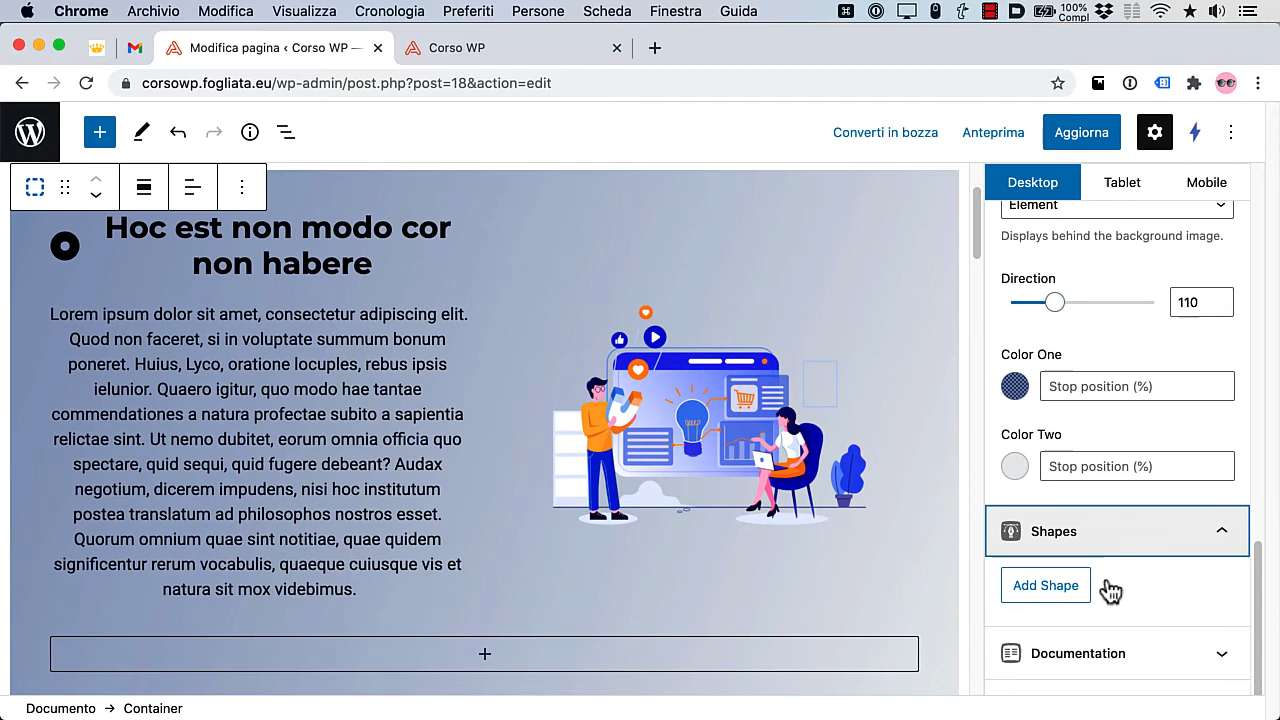 Chrome Archivio Modifica Visualizza Cronologia Preferiti Persone Scheda Finestra Guida 100% Compl
Modifica pagina ‹ Corso WP —
Corso WP
corsowp.fogliata.eu/wp-admin/post.php?post=18&action=edit
Converti in bozza Anteprima Aggiorna
Desktop Tablet Mobile
Element
Displays behind the background image.
Direction
110
Color One
Stop position (%)
Color Two
Stop position (%)
Shapes
Add Shape
Documentation
Hoc est non modo cor
non habere
Lorem ipsum dolor sit amet, consectetur adipiscing elit.
Quod non faceret, si in voluptate summum bonum
poneret. Huius, Lyco, oratione locuples, rebus ipsis
ielunior. Quaero igitur, quo modo hae tantae
commendationes a natura profectae subito a sapientia
relictae sint. Ut nemo dubitet, eorum omnia officia quo
spectare, quid sequi, quid fugere debeant? Audax
negotium, dicerem impudens, nisi hoc institutum
postea translatum ad philosophos nostros esset.
Quorum omnium quae sint notitiae, quae quidem
significentur rerum vocabulis, quaeque cuiusque vis et
natura sit mox videbimus.
Documento → Container